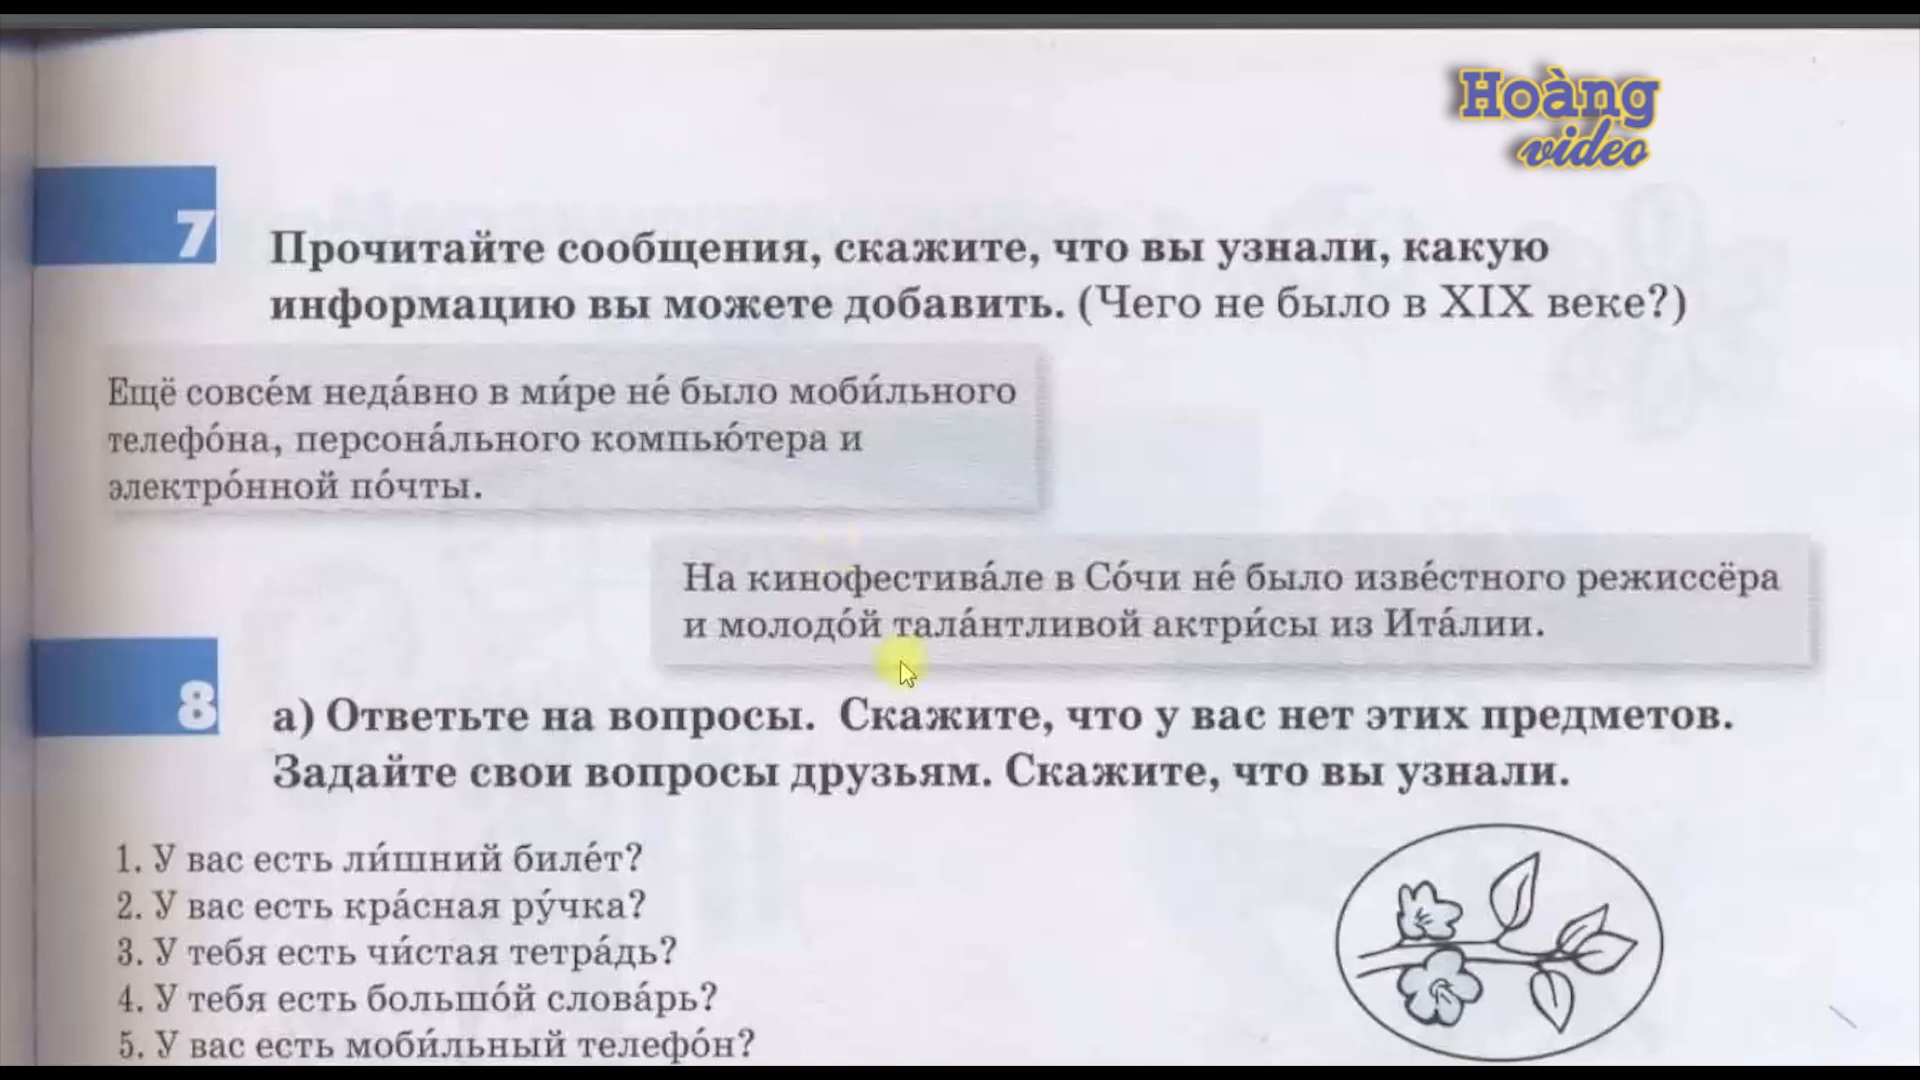 Hoàng
video
7
Прочитайте сообщения, скажите, что вы узнали, какую
информацию вы можете добавить. (Чего не было в XIX веке?)
Ещё совсе́м неда́вно в ми́ре не́ было моби́льного
телефо́на, персона́льного компью́тера и
электро́нной по́чты.
На кинофестива́ле в Со́чи не́ было изве́стного режиссёра
и молодо́й тала́нтливой актри́сы из Ита́лии.
8
а) Ответьте на вопросы. Скажите, что у вас нет этих предметов.
Задайте свои вопросы друзьям. Скажите, что вы узнали.
1. У вас есть ли́шний биле́т?
2. У вас есть кра́сная ру́чка?
3. У тебя есть чи́стая тетра́дь?
4. У тебя есть большо́й слова́рь?
5. У вас есть моби́льный телефо́н?